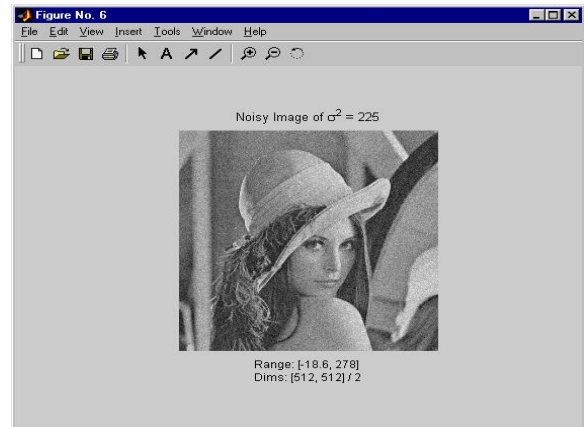 Figure No. 6
File Edit View Insert Tools Window Help
A
Noisy Image of σ² = 225
Range: [-18.6, 278]
Dims: [512, 512] / 2